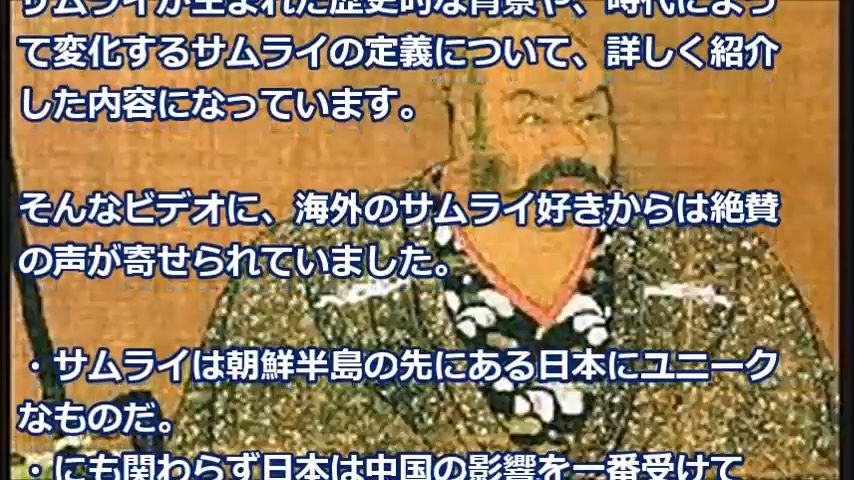 サムライが生まれた歴史的な背景や、時代によっ
て変化するサムライの定義について、詳しく紹介
した内容になっています。
そんなビデオに、海外のサムライ好きからは絶賛
の声が寄せられていました。
・サムライは朝鮮半島の先にある日本にユニーク
なものだ。
・にも関わらず日本は中国の影響を一番受けて